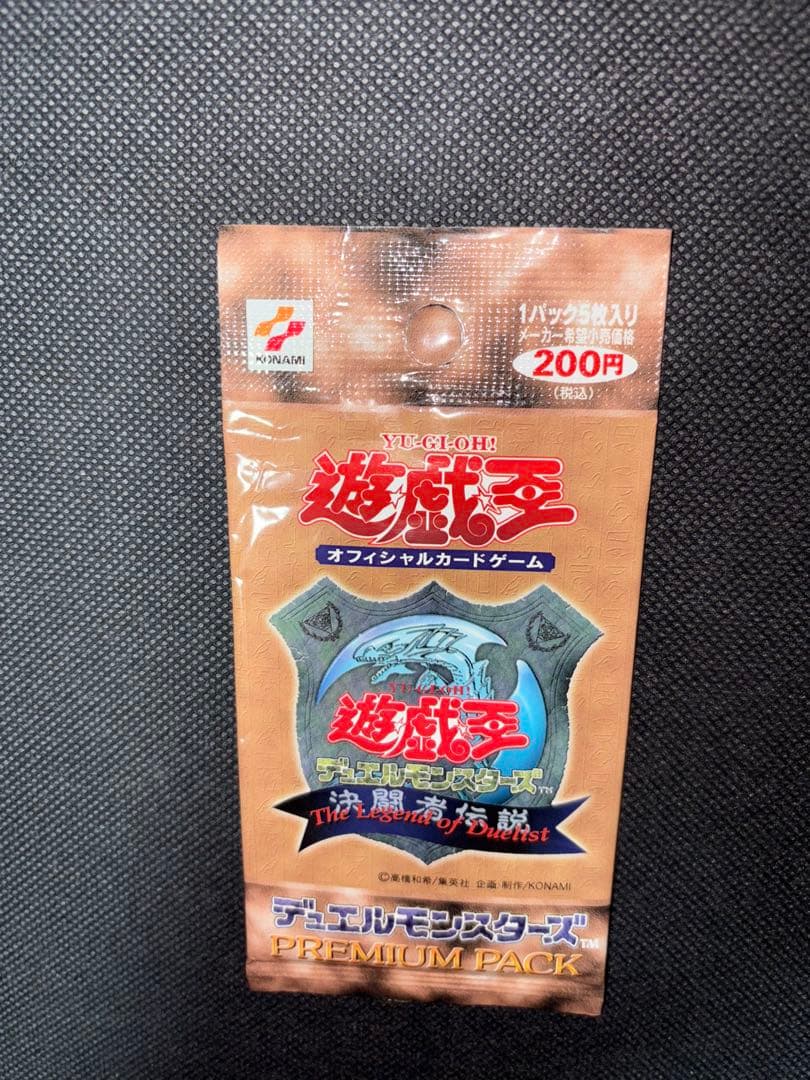 KONAMI
1パック5枚入り
メーカー希望小売価格
200円
(税込)
YU-GI-OH!
遊戯王
オフィシャルカードゲーム
YU-GI-OH!
遊戯王
デュエルモンスターズ™
決闘者伝説
The Legend of Duelist
©高橋和希/集英社 企画・制作/KONAMI
デュエルモンスターズ™
PREMIUM PACK